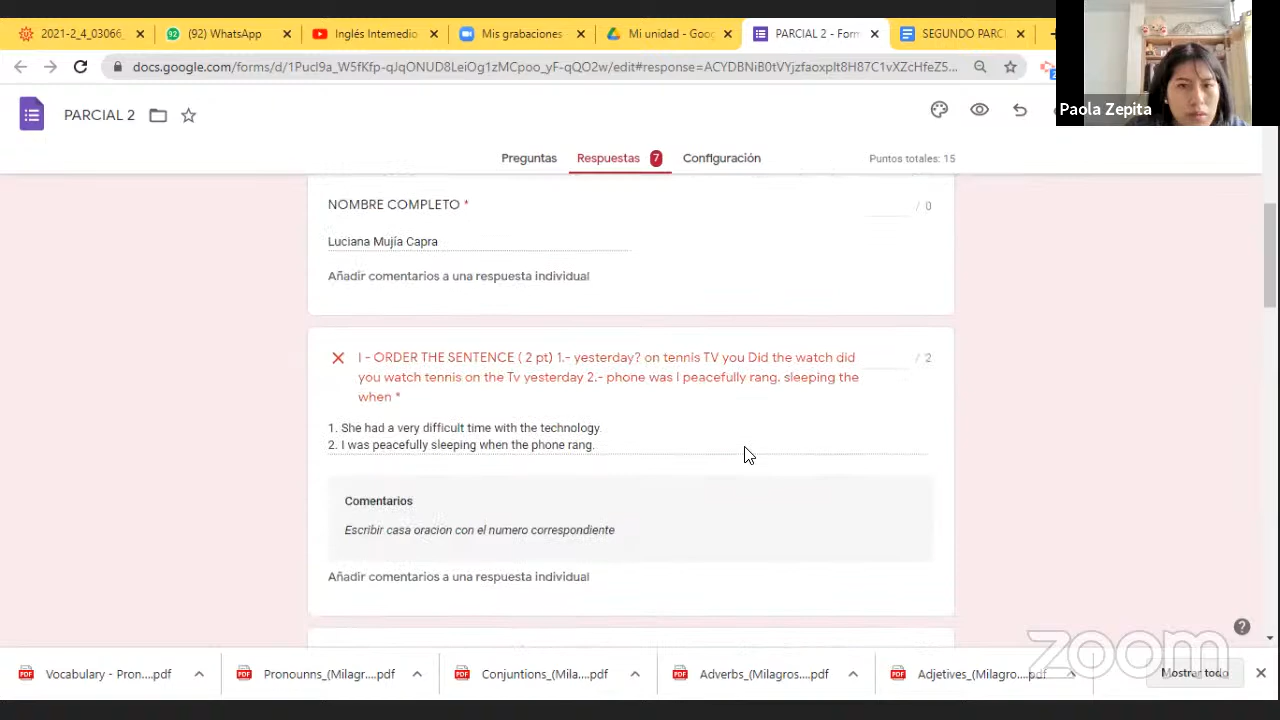 2021-2_4_03066_
(92) WhatsApp
Inglés Intermedio
Mis grabaciones
Mi unidad - Goog
PARCIAL 2 - Form
SEGUNDO PARC
docs.google.com/forms/d/1Pucl9a_W5fKfp-qJqONUD8LeiOg1zMCpoo_yF-qQO2w/edit#response=ACYDBNiB0tVYjzfaoxplt8H87C1vXZcHfeZ5...
Paola Zepita
PARCIAL 2
Preguntas
Respuestas 7
Configuración
Puntos totales: 15
NOMBRE COMPLETO *
/ 0
Luciana Mujía Capra
Añadir comentarios a una respuesta individual
I - ORDER THE SENTENCE ( 2 pt) 1.- yesterday? on tennis TV you Did the watch did
/ 2
you watch tennis on the Tv yesterday 2.- phone was I peacefully rang. sleeping the
when *
1. She had a very difficult time with the technology.
2. I was peacefully sleeping when the phone rang.
Comentarios
Escribir casa oracion con el numero correspondiente
Añadir comentarios a una respuesta individual
zoom
Vocabulary - Pron....pdf
Pronounns_(Milagr....pdf
Conjuntions_(Mila....pdf
Adverbs_(Milagros....pdf
Adjetives_(Milagro....pdf
Mostrar todo